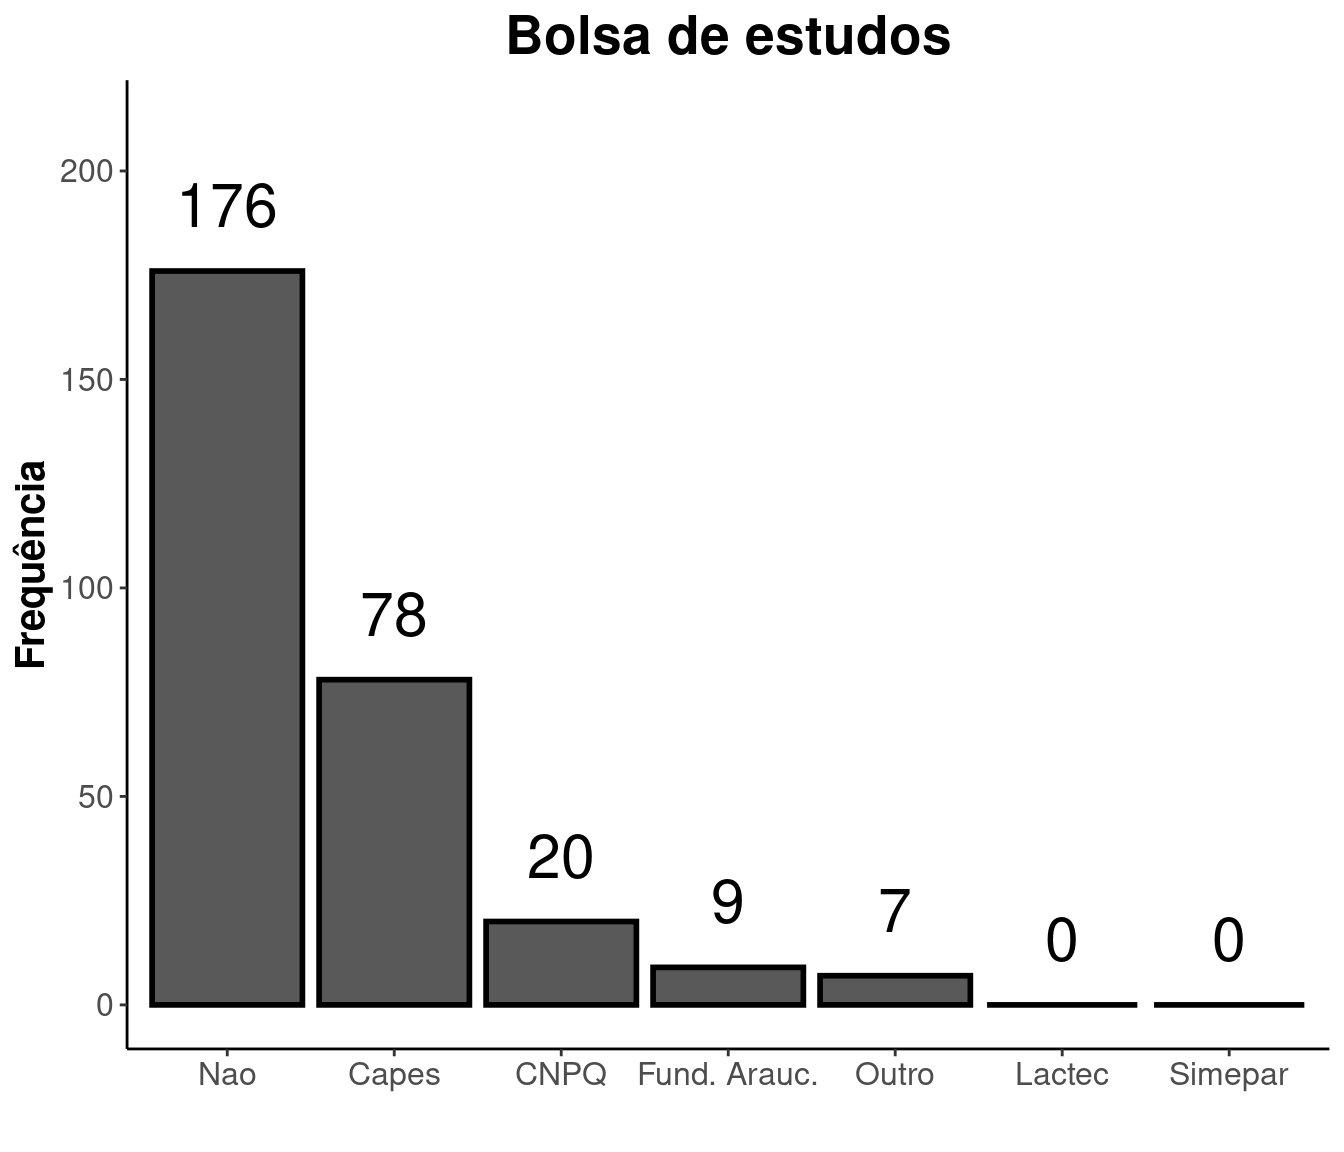 Bolsa de estudos
Frequência
200
150
100
50
0
176
78
20
9
7
0
0
Nao
Capes
CNPQ
Fund. Arauc.
Outro
Lactec
Simepar